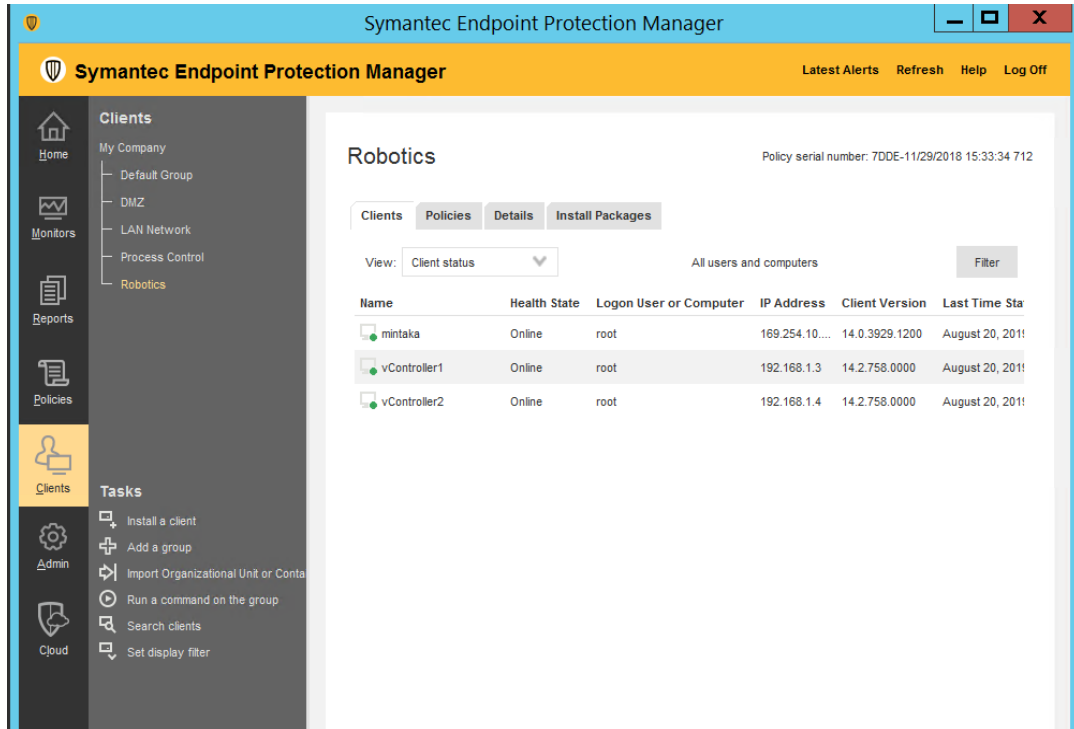 Symantec Endpoint Protection Manager
Symantec Endpoint Protection Manager
Latest Alerts Refresh Help Log Off
Home
Monitors
Reports
Policies
Clients
Admin
Cloud
Clients
My Company
Default Group
DMZ
LAN Network
Process Control
Robotics
Tasks
Install a client
Add a group
Import Organizational Unit or Conta
Run a command on the group
Search clients
Set display filter
Robotics
Policy serial number: 7DDE-11/29/2018 15:33:34 712
Clients Policies Details Install Packages
View: Client status All users and computers Filter
Name Health State Logon User or Computer IP Address Client Version Last Time Sta
mintaka Online root 169.254.10.... 14.0.3929.1200 August 20, 201
vController1 Online root 192.168.1.3 14.2.758.0000 August 20, 201
vController2 Online root 192.168.1.4 14.2.758.0000 August 20, 201